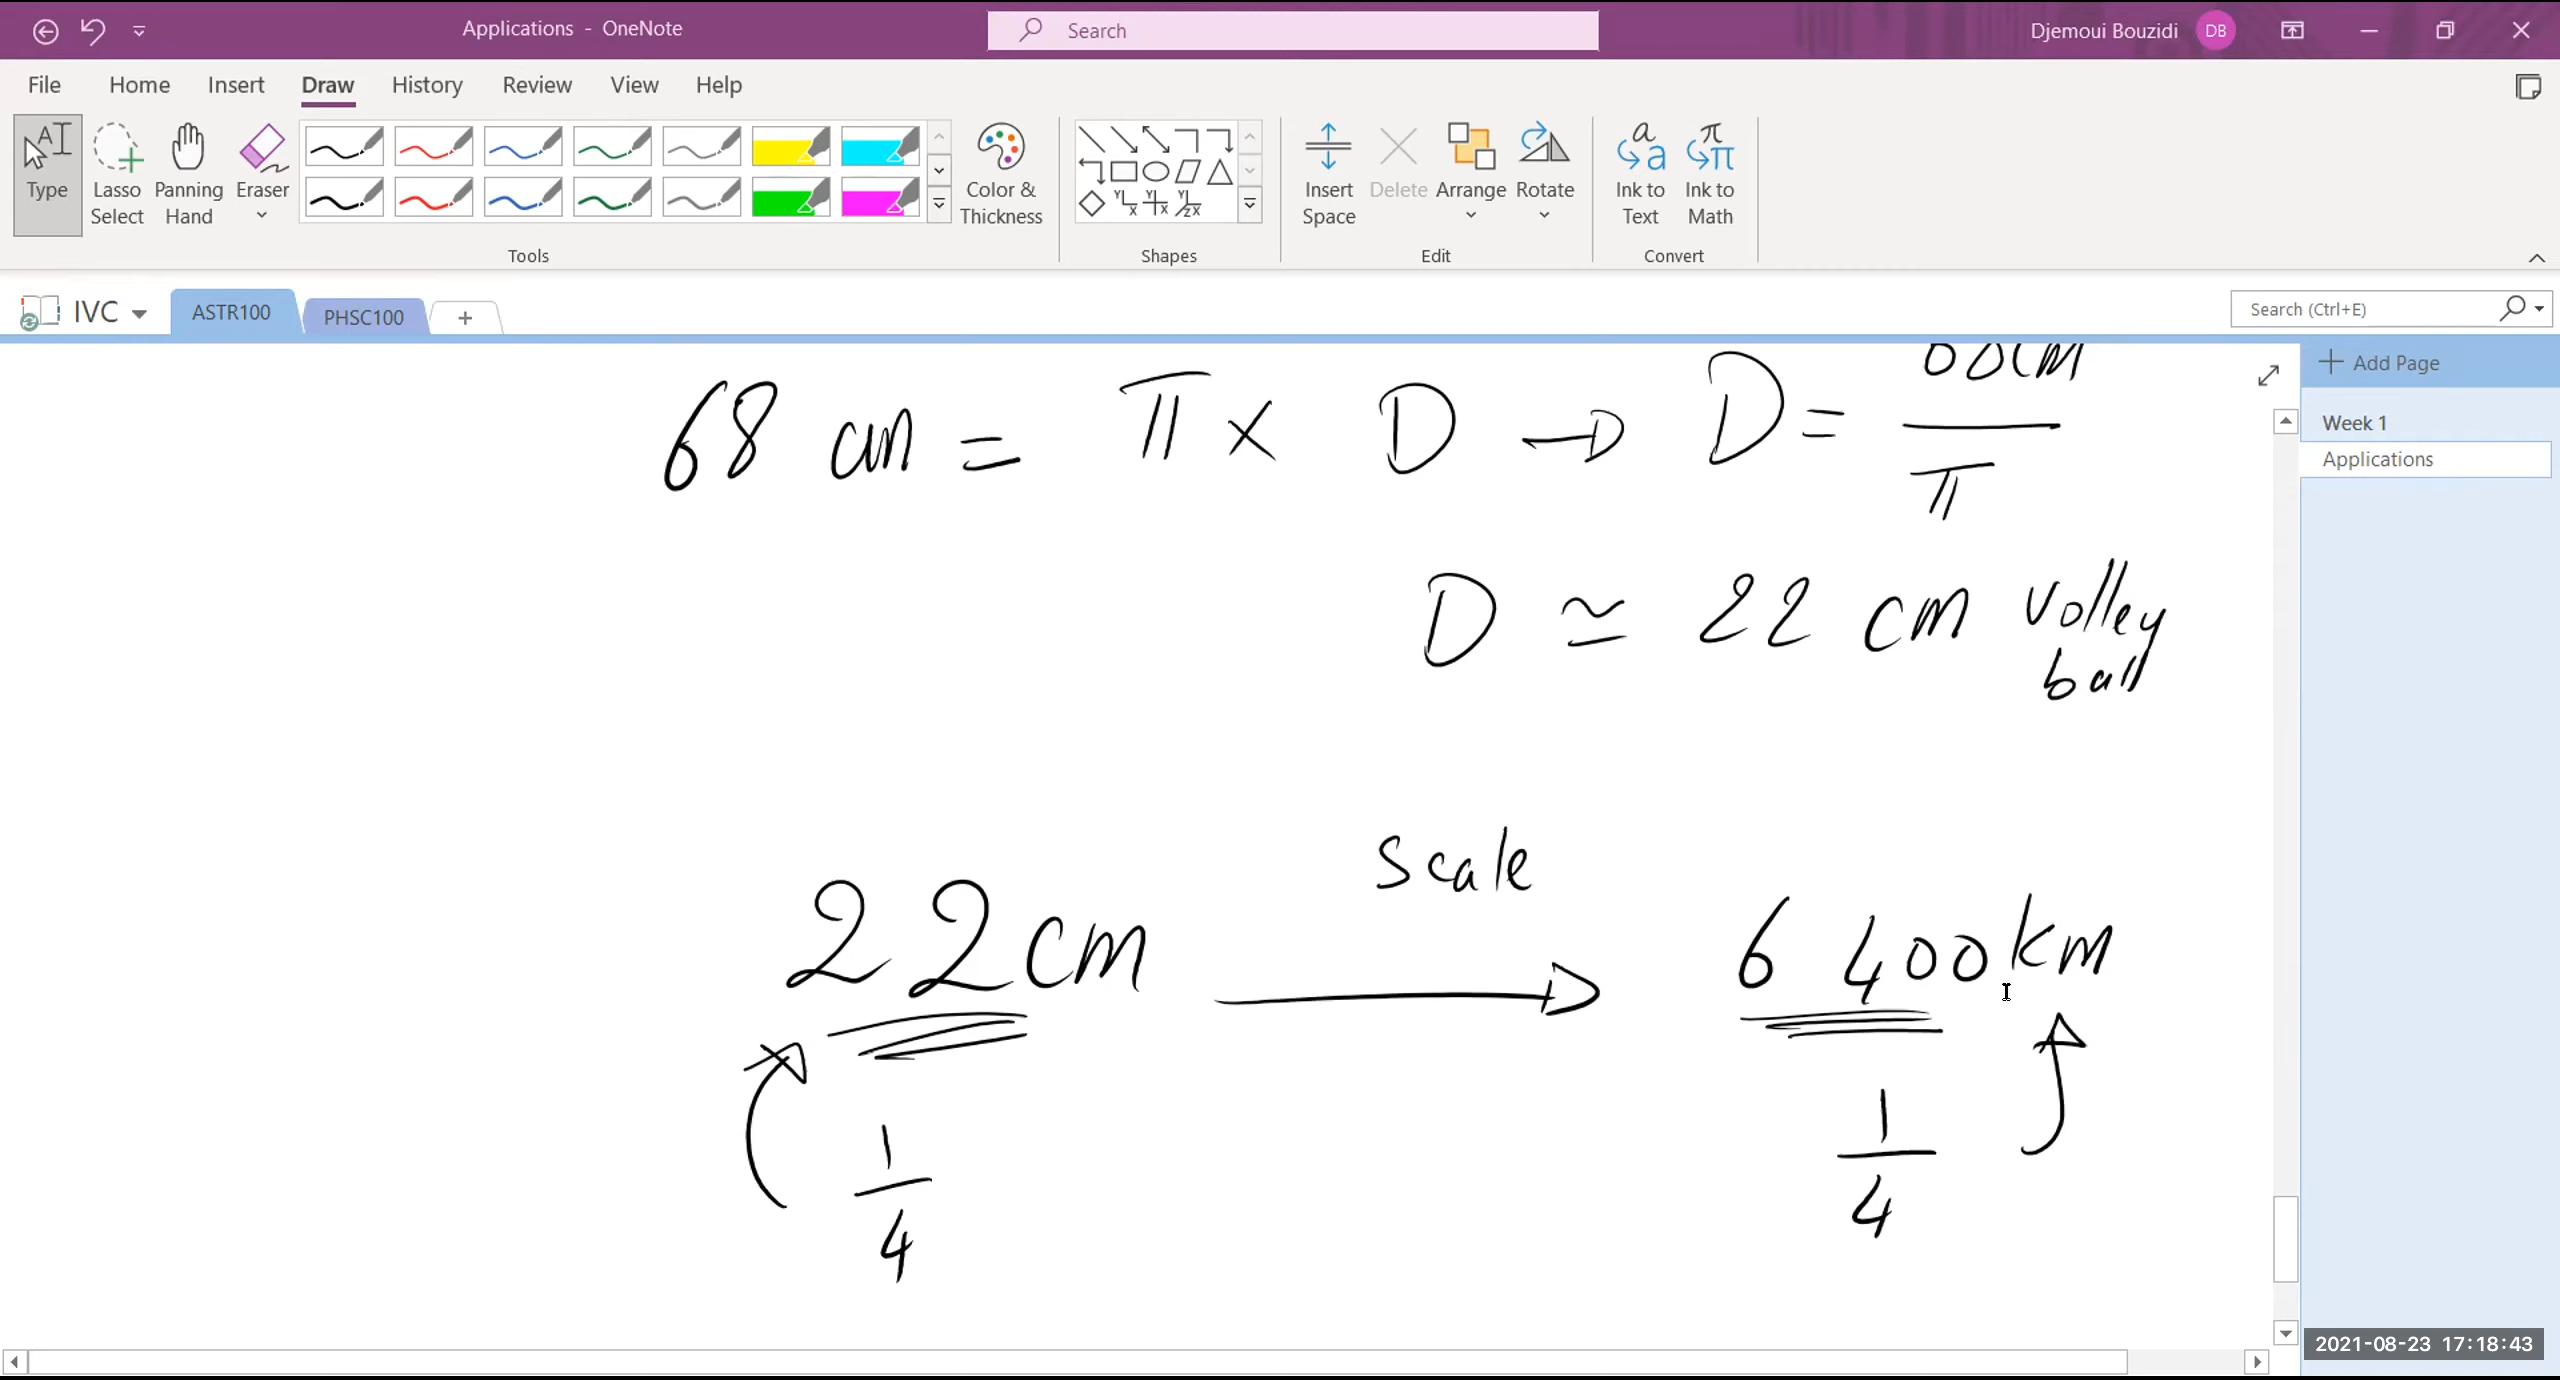 Applications - OneNote
Search
Djemoui Bouzidi DB
File Home Insert Draw History Review View Help
Type
Lasso Select
Panning Hand
Eraser
Color & Thickness
Insert Space
Delete
Arrange
Rotate
Ink to Text
Ink to Math
Tools Shapes Edit Convert
IVC ASTR100 PHSC100 +
Search (Ctrl+E)
Add Page
Week 1
Applications
68 cm = π × D → D = 68cm / π
D ≃ 22 cm volley ball
scale
22cm → 6 400km
1/4 1/4
2021-08-23 17:18:43